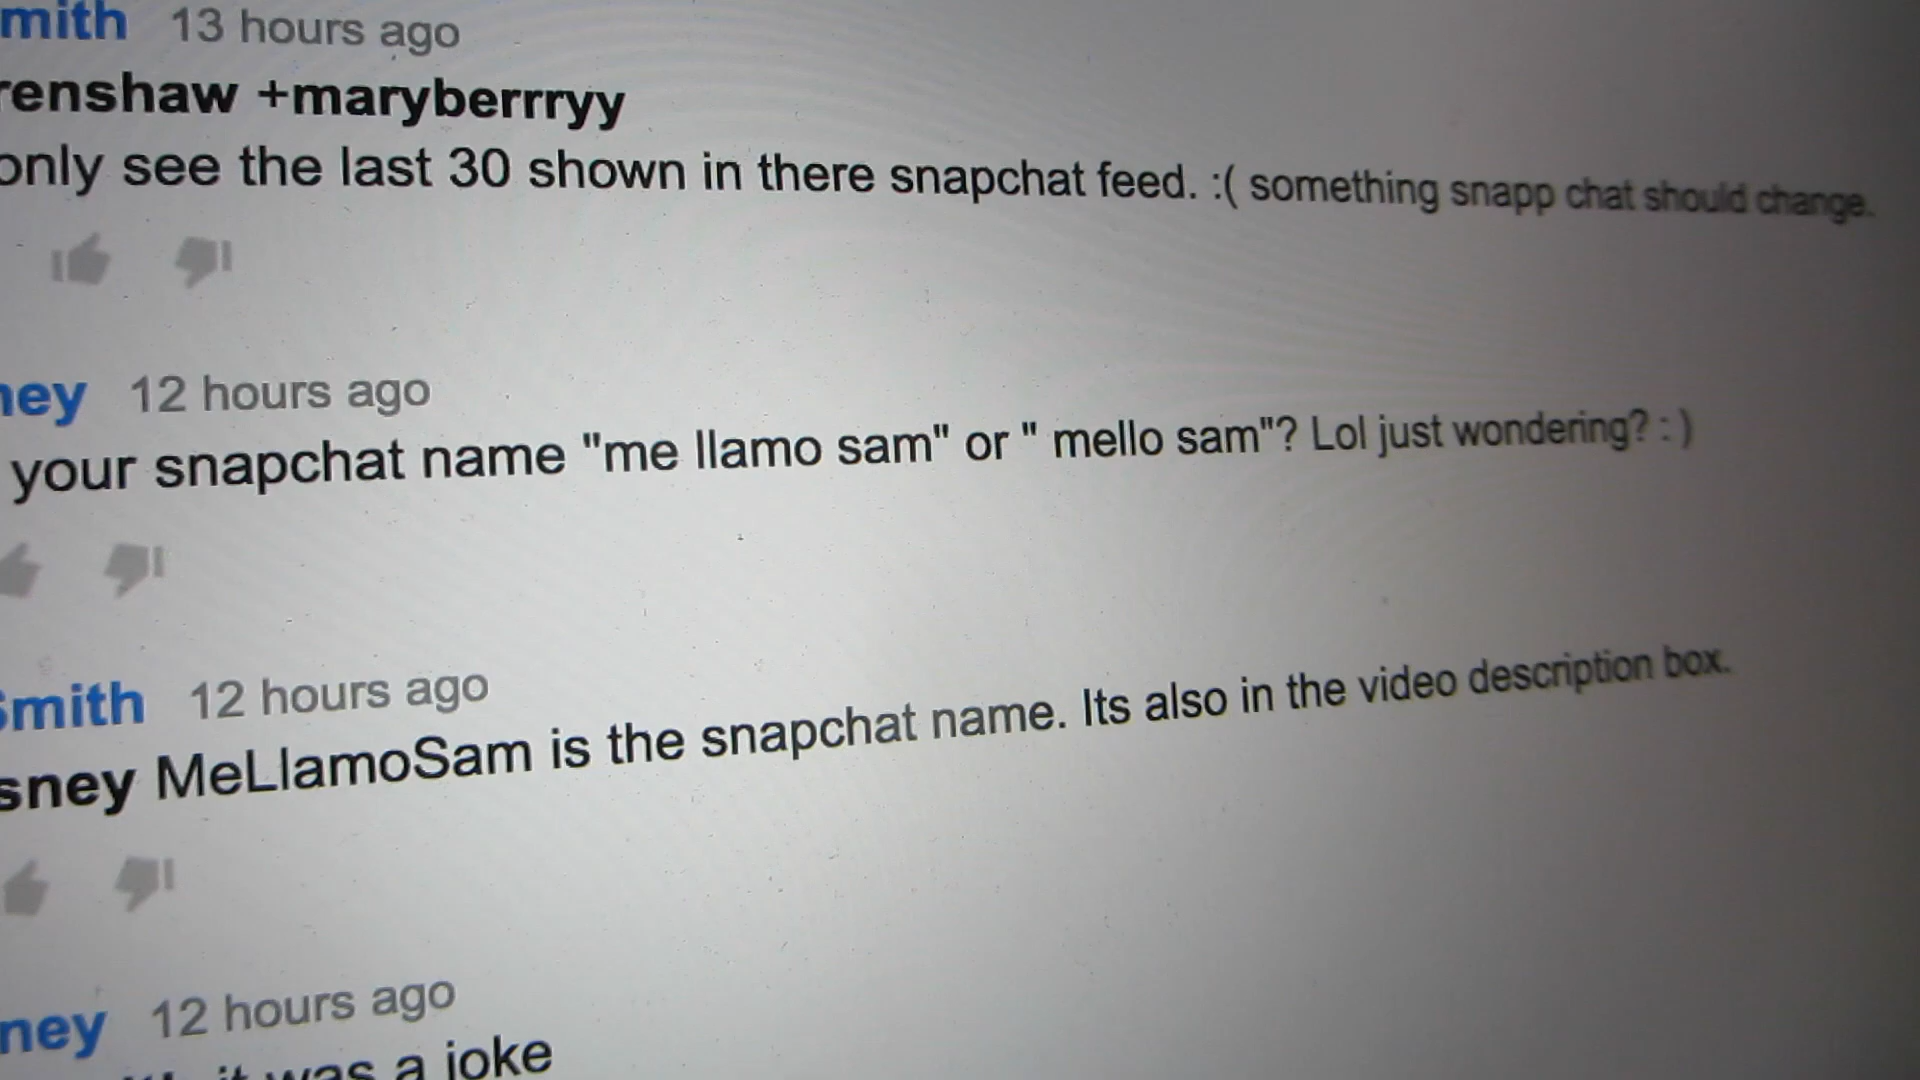 mith 13 hours ago
renshaw +maryberrryy
only see the last 30 shown in there snapchat feed. :( something snapp chat should change.
ney 12 hours ago
your snapchat name "me llamo sam" or " mello sam"? Lol just wondering? : )
Smith 12 hours ago
sney MeLlamoSam is the snapchat name. Its also in the video description box.
ney 12 hours ago
it was a joke